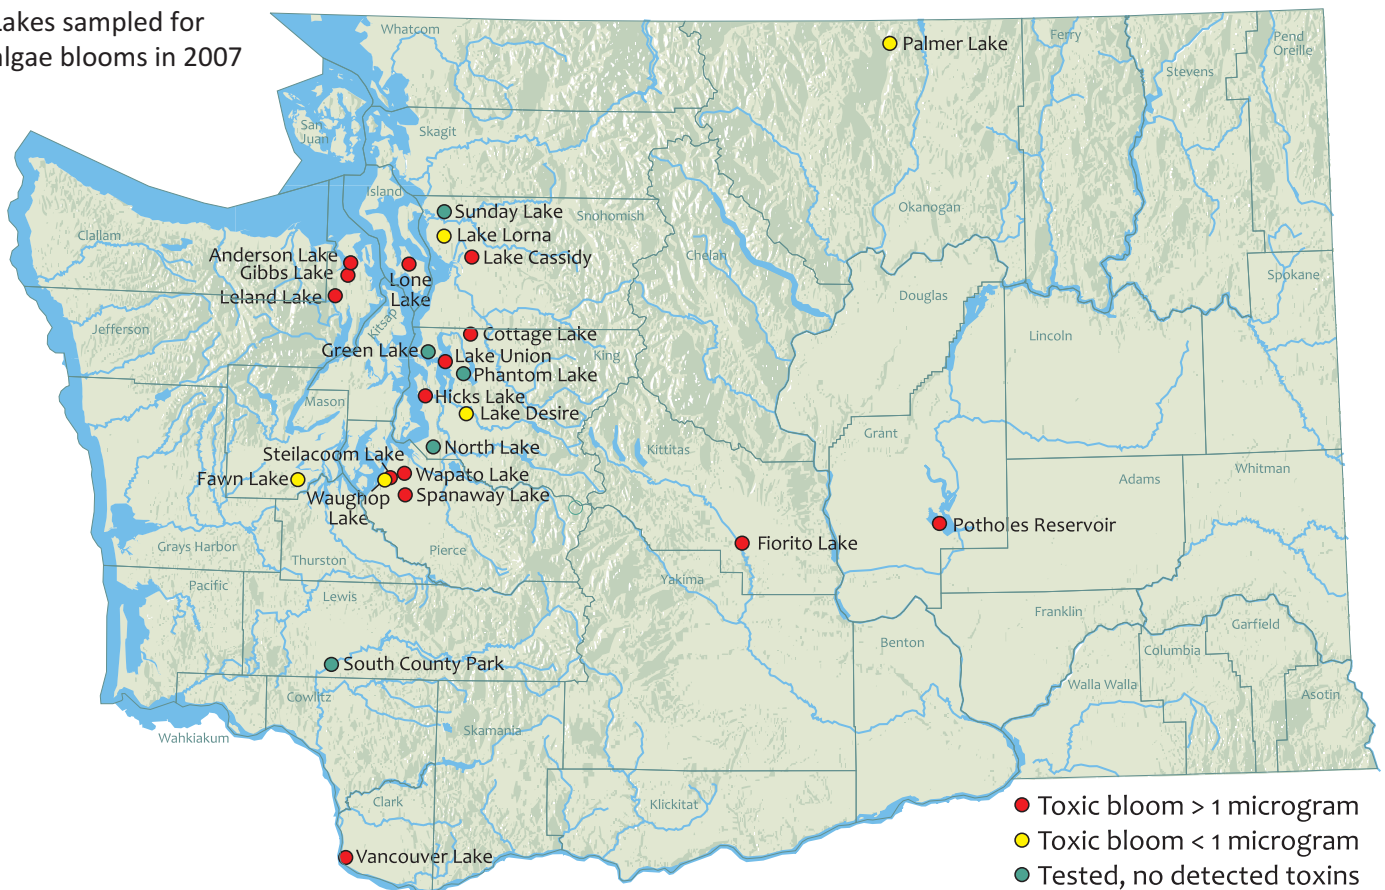 Lakes sampled for
algae blooms in 2007
Whatcom
Palmer Lake
Ferry
Pend
Oreille
Stevens
San
Juan
Skagit
Island
Sunday Lake
Snohomish
Okanogan
Lake Lorna
Clallam
Anderson Lake
Lake Cassidy
Chelan
Gibbs Lake
Lone
Lake
Spokane
Leland Lake
Douglas
Jefferson
Kitsap
Cottage Lake
Lincoln
Green Lake
Lake Union
King
Phantom Lake
Mason
Hicks Lake
Lake Desire
Grant
North Lake
Kittitas
Steilacoom Lake
Fawn Lake
Wapato Lake
Whitman
Adams
Waughop
Lake
Spanaway Lake
Potholes Reservoir
Grays Harbor
Thurston
Pierce
Fiorito Lake
Pacific
Lewis
Yakima
Franklin
Garfield
Benton
Columbia
South County Park
Cowlitz
Walla Walla
Asotin
Wahkiakum
Skamania
Clark
Klickitat
Vancouver Lake
Toxic bloom > 1 microgram
Toxic bloom < 1 microgram
Tested, no detected toxins